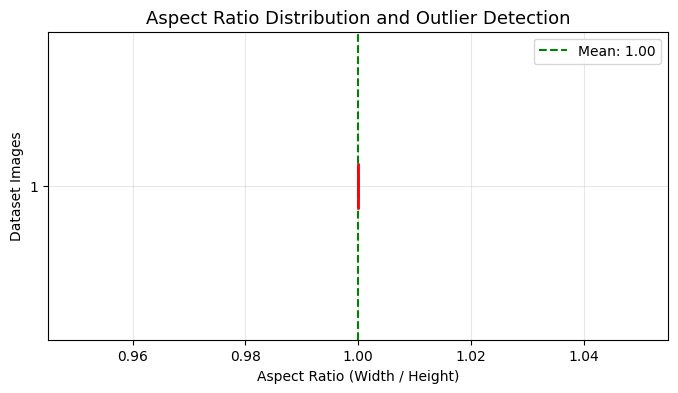 Aspect Ratio Distribution and Outlier Detection
Mean: 1.00
Dataset Images
1
0.96 0.98 1.00 1.02 1.04
Aspect Ratio (Width / Height)